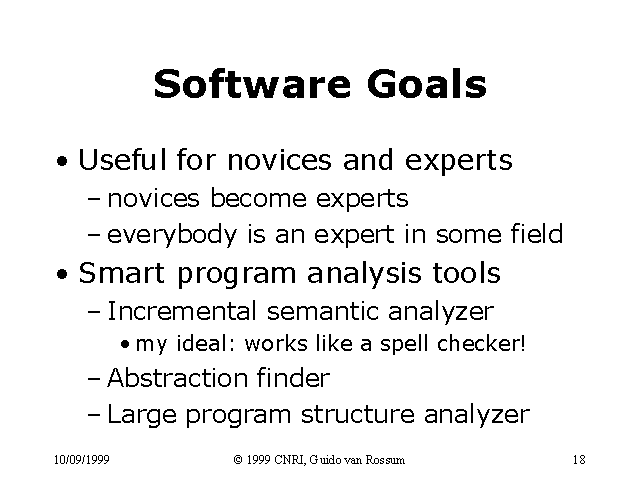 Software Goals
• Useful for novices and experts
– novices become experts
– everybody is an expert in some field
• Smart program analysis tools
– Incremental semantic analyzer
• my ideal: works like a spell checker!
– Abstraction finder
– Large program structure analyzer
10/09/1999 © 1999 CNRI, Guido van Rossum 18